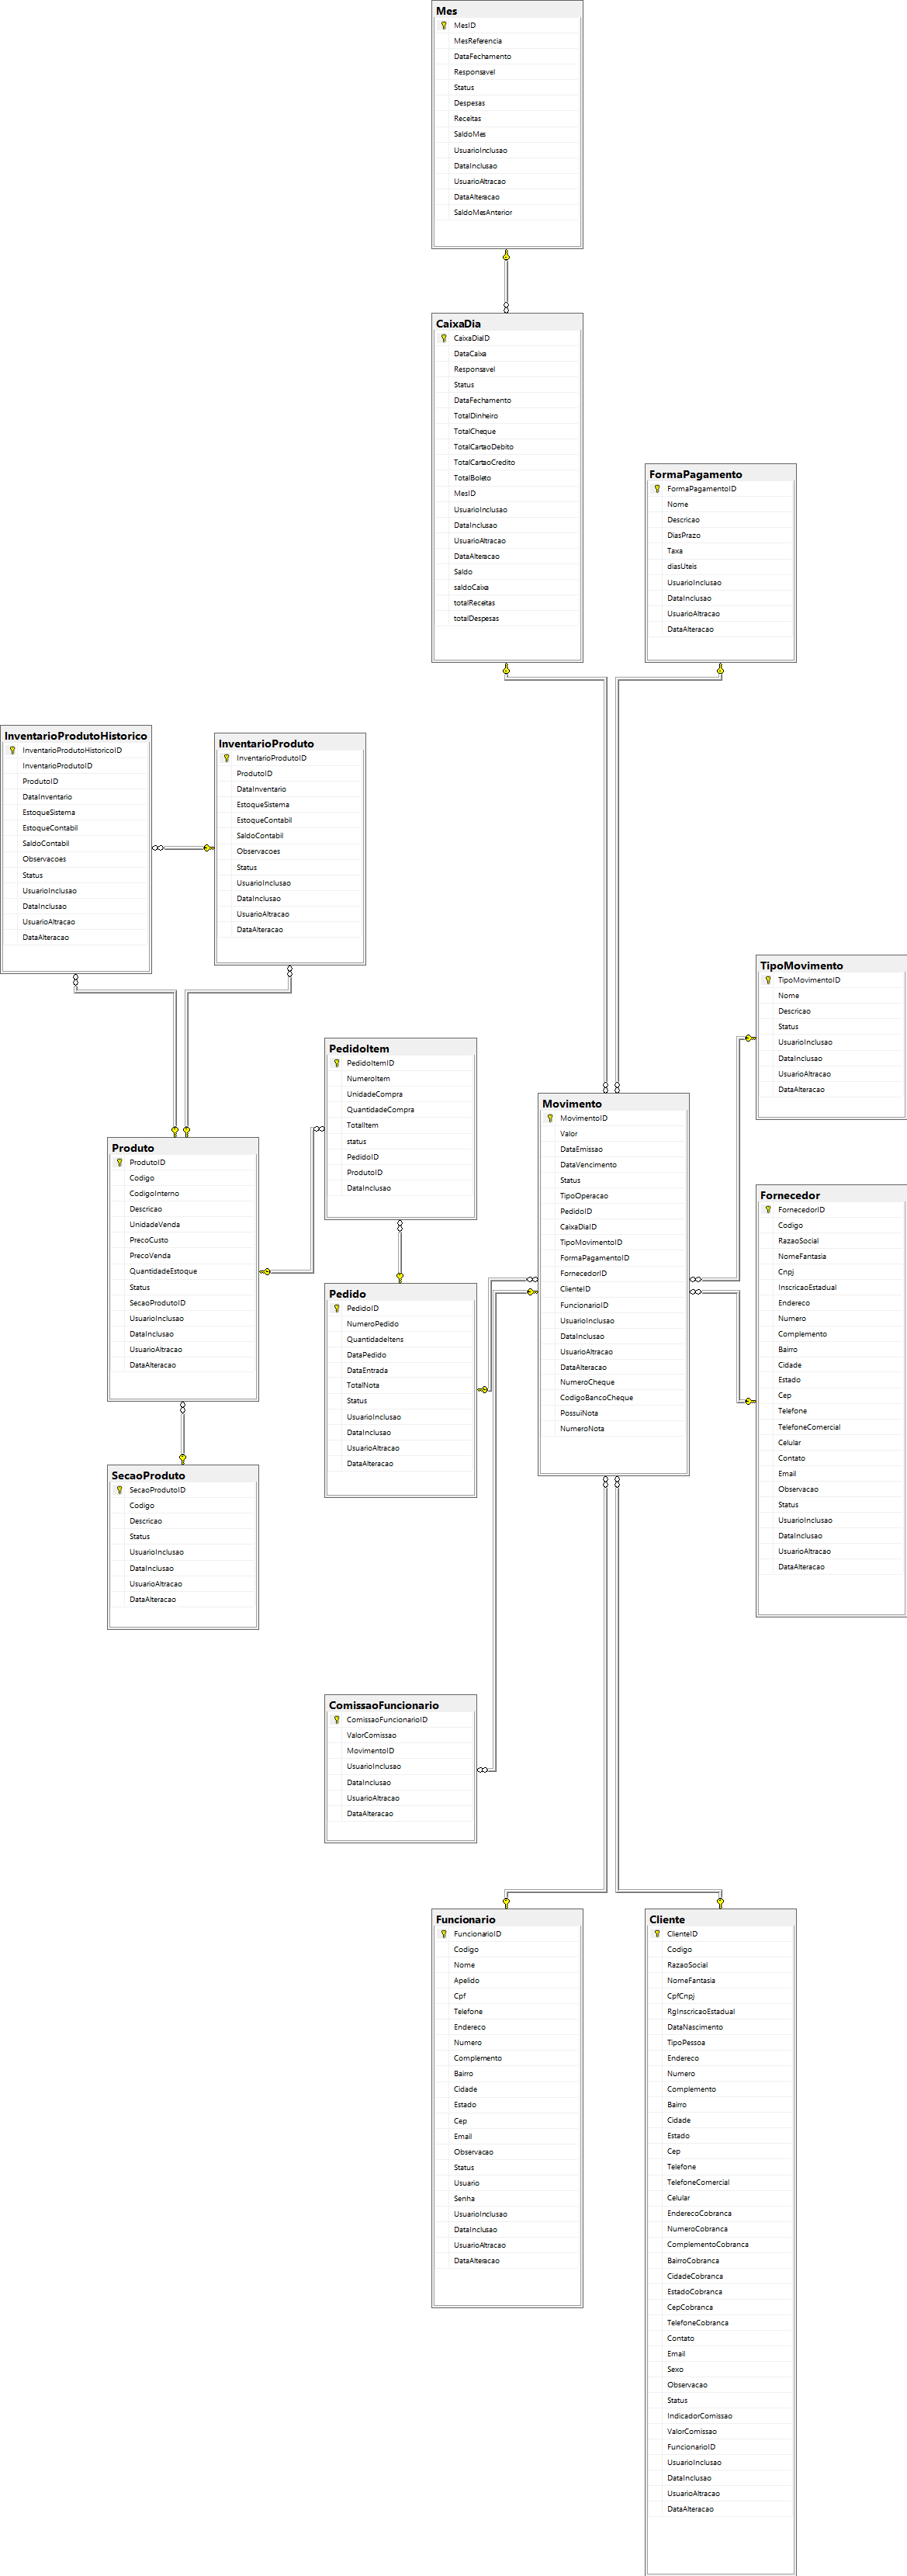 Mes
MesID
MesReferencia
DataFechamento
Responsavel
Status
Despesas
Receitas
SaldoMes
UsuarioInclusao
DataInclusao
UsuarioAltracao
DataAlteracao
SaldoMesAnterior
CaixaDia
CaixaDiaID
DataCaixa
Responsavel
Status
DataFechamento
TotalDinheiro
TotalCheque
TotalCartaoDebito
TotalCartaoCredito
TotalBoleto
MesID
UsuarioInclusao
DataInclusao
UsuarioAltracao
DataAlteracao
Saldo
saldoCaixa
totalReceitas
totalDespesas
FormaPagamento
FormaPagamentoID
Nome
Descricao
DiasPrazo
Taxa
diasUteis
UsuarioInclusao
DataInclusao
UsuarioAltracao
DataAlteracao
InventarioProdutoHistorico
InventarioProdutoHistoricoID
InventarioProdutoID
ProdutoID
DataInventario
EstoqueSistema
EstoqueContabil
SaldoContabil
Observacoes
Status
UsuarioInclusao
DataInclusao
UsuarioAltracao
DataAlteracao
InventarioProduto
InventarioProdutoID
ProdutoID
DataInventario
EstoqueSistema
EstoqueContabil
SaldoContabil
Observacoes
Status
UsuarioInclusao
DataInclusao
UsuarioAltracao
DataAlteracao
TipoMovimento
TipoMovimentoID
Nome
Descricao
Status
UsuarioInclusao
DataInclusao
UsuarioAltracao
DataAlteracao
PedidoItem
PedidoItemID
NumeroItem
UnidadeCompra
QuantidadeCompra
TotalItem
status
PedidoID
ProdutoID
DataInclusao
Movimento
MovimentoID
Valor
DataEmissao
DataVencimento
Status
TipoOperacao
PedidoID
CaixaDiaID
TipoMovimentoID
FormaPagamentoID
FornecedorID
ClienteID
FuncionarioID
UsuarioInclusao
DataInclusao
UsuarioAltracao
DataAlteracao
NumeroCheque
CodigoBancoCheque
PossuiNota
NumeroNota
Produto
ProdutoID
Codigo
CodigoInterno
Descricao
UnidadeVenda
PrecoCusto
PrecoVenda
QuantidadeEstoque
Status
SecaoProdutoID
UsuarioInclusao
DataInclusao
UsuarioAltracao
DataAlteracao
Fornecedor
FornecedorID
Codigo
RazaoSocial
NomeFantasia
Cnpj
InscricaoEstadual
Endereco
Numero
Complemento
Bairro
Cidade
Estado
Cep
Telefone
TelefoneComercial
Celular
Contato
Email
Observacao
Status
UsuarioInclusao
DataInclusao
UsuarioAltracao
DataAlteracao
Pedido
PedidoID
NumeroPedido
QuantidadeItens
DataPedido
DataEntrada
TotalNota
Status
UsuarioInclusao
DataInclusao
UsuarioAltracao
DataAlteracao
SecaoProduto
SecaoProdutoID
Codigo
Descricao
Status
UsuarioInclusao
DataInclusao
UsuarioAltracao
DataAlteracao
ComissaoFuncionario
ComissaoFuncionarioID
ValorComissao
MovimentoID
UsuarioInclusao
DataInclusao
UsuarioAltracao
DataAlteracao
Funcionario
FuncionarioID
Codigo
Nome
Apelido
Cpf
Telefone
Endereco
Numero
Complemento
Bairro
Cidade
Estado
Cep
Email
Observacao
Status
Usuario
Senha
UsuarioInclusao
DataInclusao
UsuarioAltracao
DataAlteracao
Cliente
ClienteID
Codigo
RazaoSocial
NomeFantasia
CpfCnpj
RgInscricaoEstadual
DataNascimento
TipoPessoa
Endereco
Numero
Complemento
Bairro
Cidade
Estado
Cep
Telefone
TelefoneComercial
Celular
EnderecoCobranca
NumeroCobranca
ComplementoCobranca
BairroCobranca
CidadeCobranca
EstadoCobranca
CepCobranca
TelefoneCobranca
Contato
Email
Sexo
Observacao
Status
IndicadorComissao
ValorComissao
FuncionarioID
UsuarioInclusao
DataInclusao
UsuarioAltracao
DataAlteracao